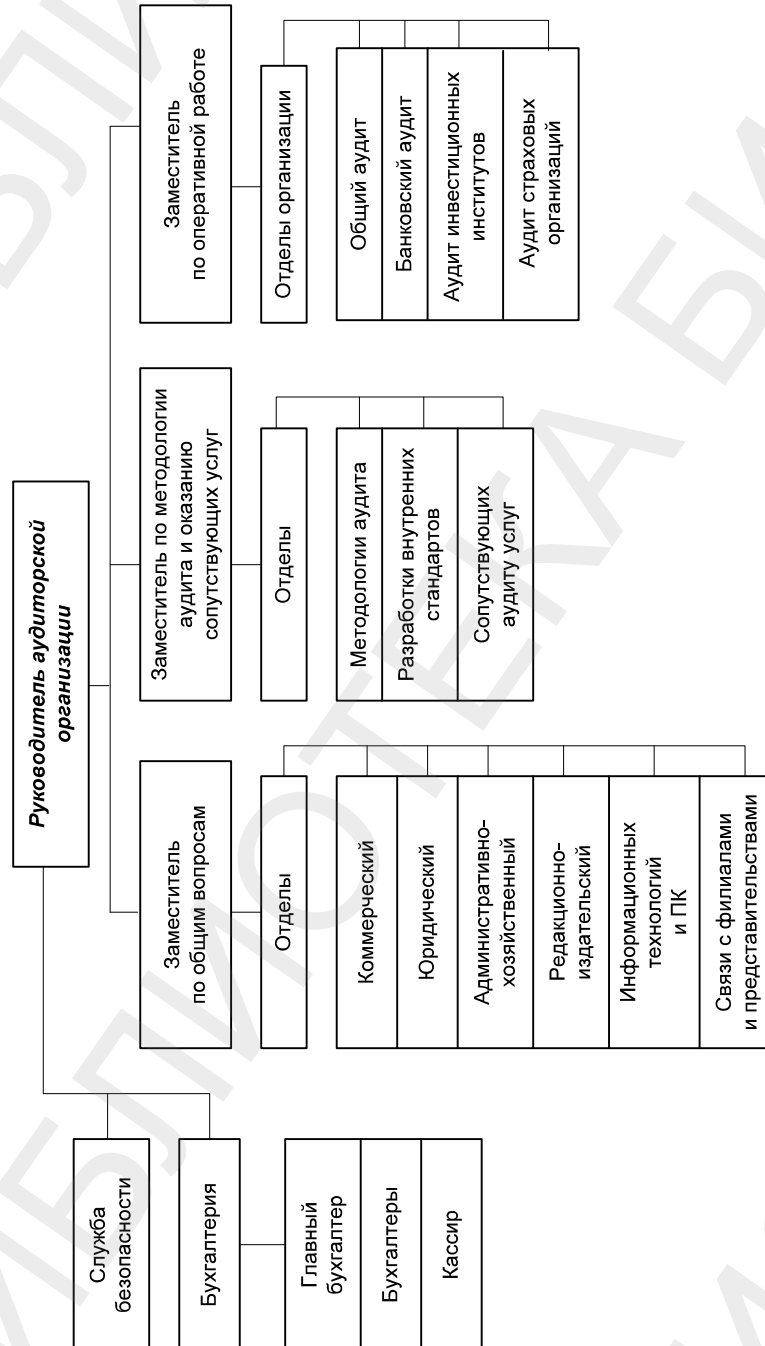 Руководитель аудиторской
организации
Служба
безопасности
Бухгалтерия
Главный
бухгалтер
Бухгалтеры
Кассир
Заместитель
по общим вопросам
Отделы
Коммерческий
Юридический
Административно-
хозяйственный
Редакционно-
издательский
Информационных
технологий
и ПК
Связи с филиалами
и представительствами
Заместитель по методологии
аудита и оказанию
сопутствующих услуг
Отделы
Методологии аудита
Разработки внутренних
стандартов
Сопутствующих
аудиту услуг
Заместитель
по оперативной работе
Отделы организации
Общий аудит
Банковский аудит
Аудит инвестиционных
институтов
Аудит страховых
организаций
БИБЛИОТЕКА БИ